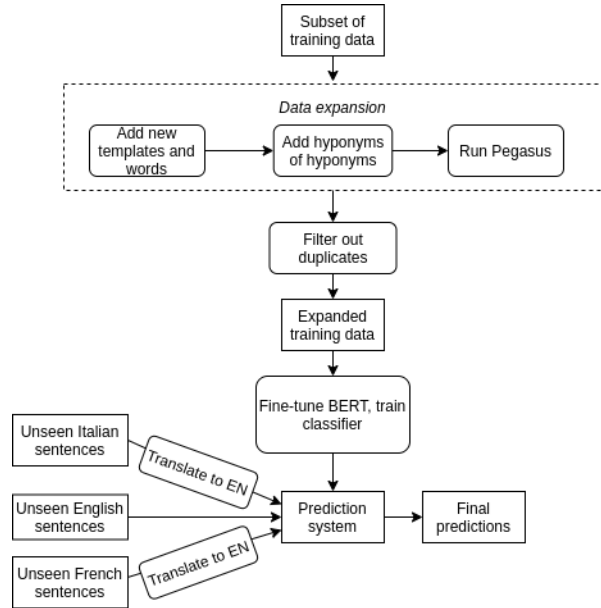 Subset of
training data
Data expansion
Add new
templates and
words
Add hyponyms
of hyponyms
Run Pegasus
Filter out
duplicates
Expanded
training data
Fine-tune BERT, train
classifier
Unseen Italian
sentences
Translate to EN
Unseen English
sentences
Prediction
system
Final
predictions
Unseen French
sentences
Translate to EN